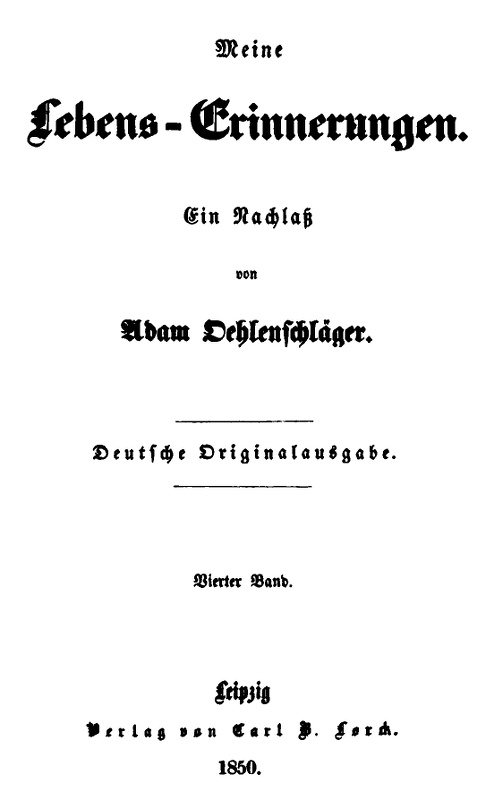 Meine
Lebens-Erinnerungen.
Ein Nachlaß
von
Adam Oehlenschläger.
Deutsche Originalausgabe.
Vierter Band.
Leipzig
Verlag von Carl B. Lorck.
1850.